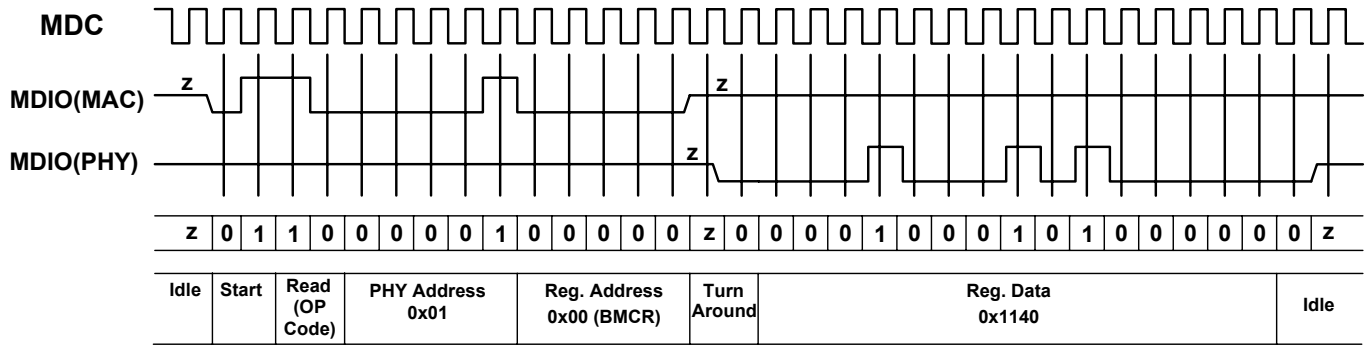 MDC
z z
MDIO(MAC)
MDIO(PHY) z
z 0 1 1 0 0 0 0 0 1 0 0 0 0 0 z 0 0 0 0 1 0 0 0 1 0 1 0 0 0 0 0 0 z
Idle
Start
Read
(OP
Code)
PHY Address
0x01
Reg. Address
0x00 (BMCR)
Turn
Around
Reg. Data
0x1140
Idle